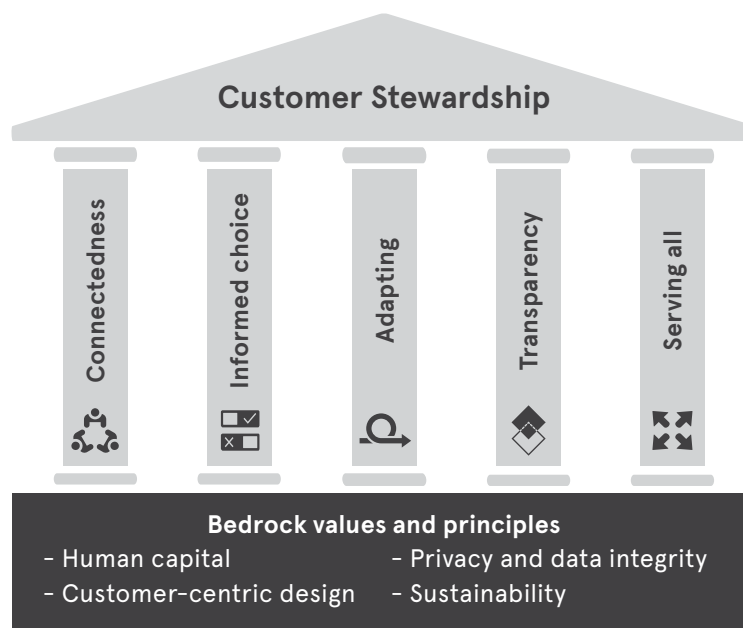 Customer Stewardship
Connectedness
Informed choice
Adapting
Transparency
Serving all
Bedrock values and principles
- Human capital
- Customer-centric design
- Privacy and data integrity
- Sustainability